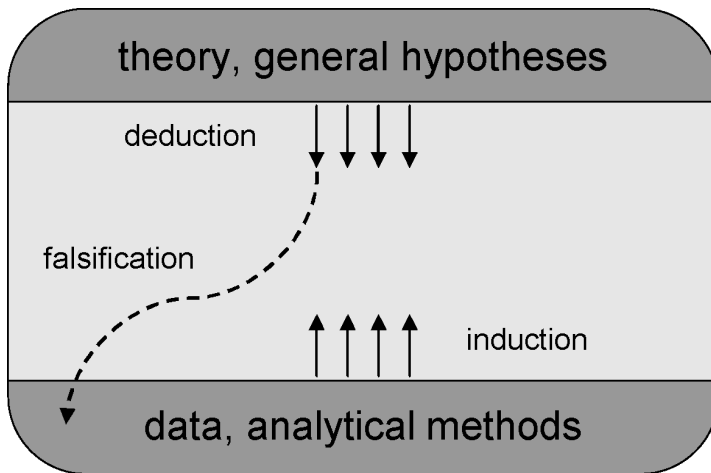 theory, general hypotheses
deduction
falsification
induction
data, analytical methods